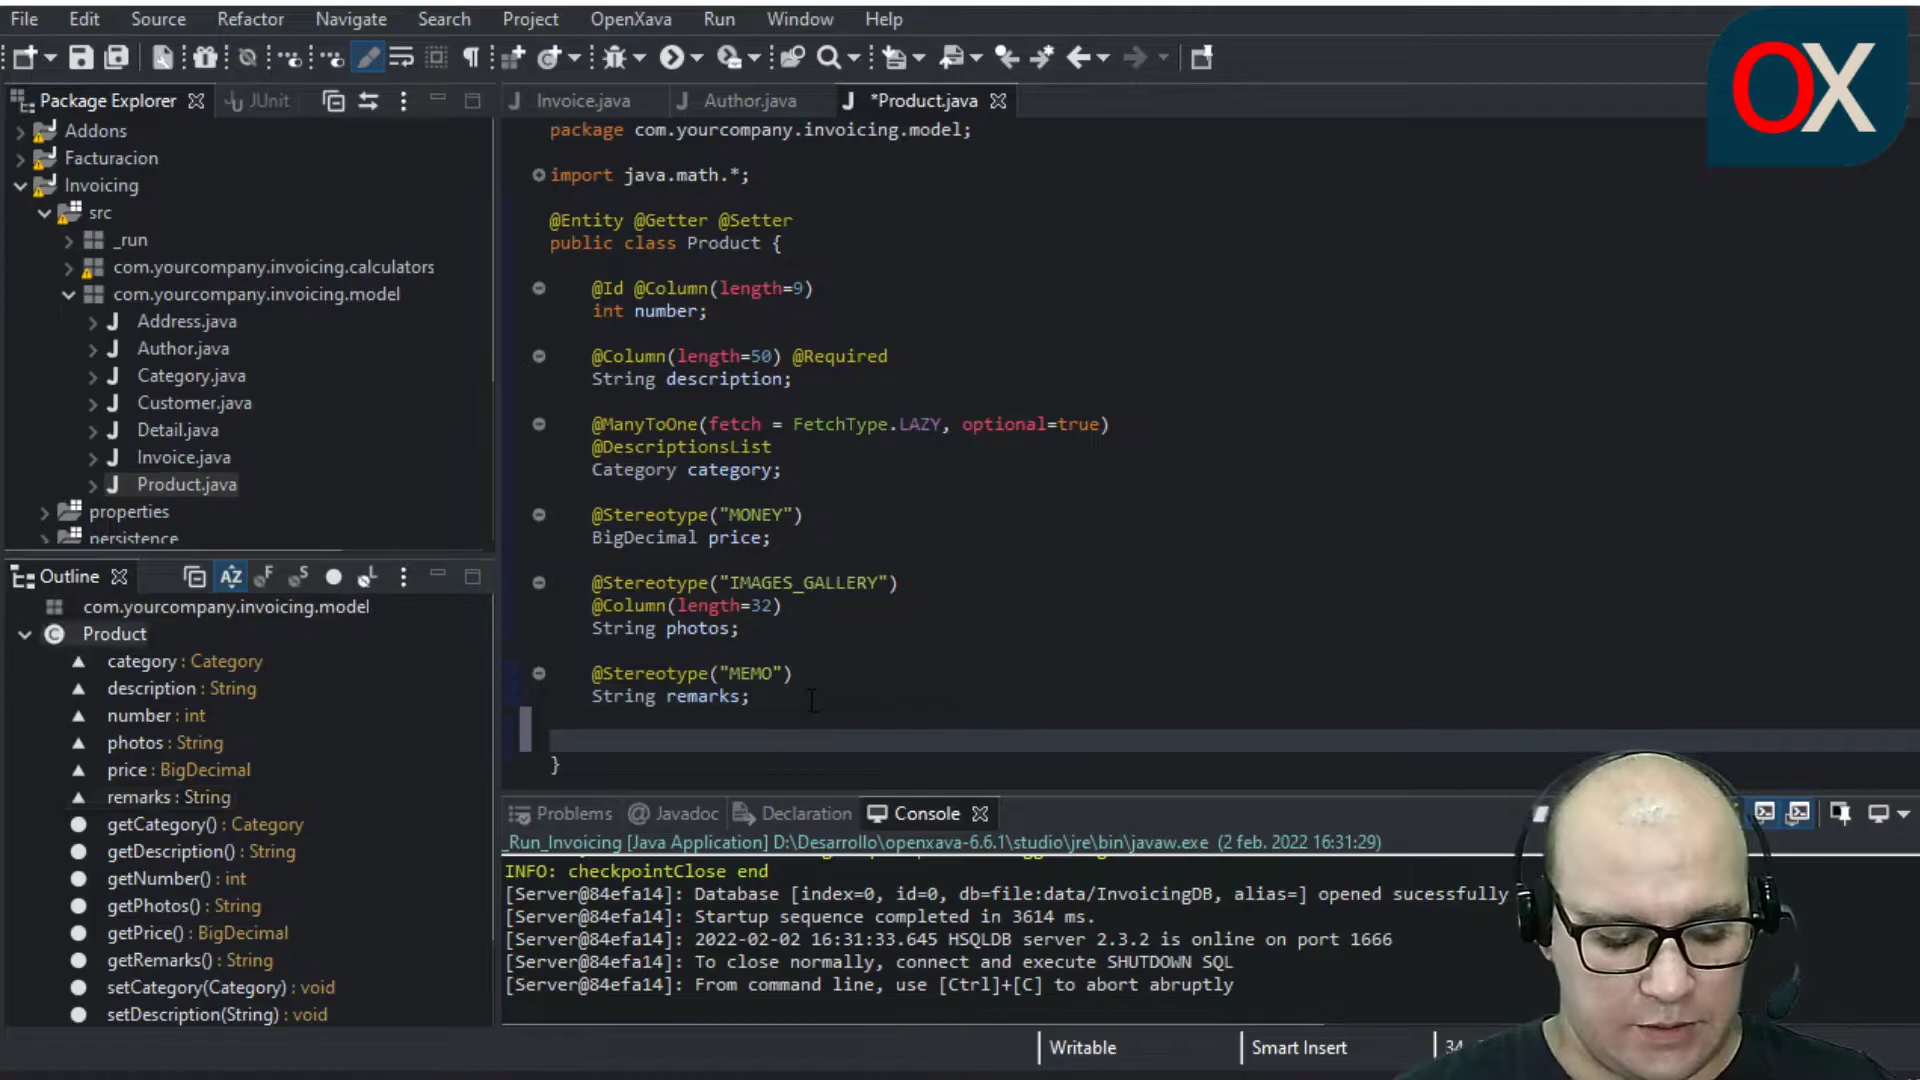 File Edit Source Refactor Navigate Search Project OpenXava Run Window Help
OX
Package Explorer JUnit
Invoice.java Author.java *Product.java
Addons
Facturacion
Invoicing
src
_run
com.yourcompany.invoicing.calculators
com.yourcompany.invoicing.model
Address.java
Author.java
Category.java
Customer.java
Detail.java
Invoice.java
Product.java
properties
persistence
package com.yourcompany.invoicing.model;
import java.math.*;
@Entity @Getter @Setter
public class Product {
@Id @Column(length=9)
int number;
@Column(length=50) @Required
String description;
@ManyToOne(fetch = FetchType.LAZY, optional=true)
@DescriptionsList
Category category;
@Stereotype("MONEY")
BigDecimal price;
@Stereotype("IMAGES_GALLERY")
@Column(length=32)
String photos;
@Stereotype("MEMO")
String remarks;
}
Outline
com.yourcompany.invoicing.model
Product
category : Category
description : String
number : int
photos : String
price : BigDecimal
remarks : String
getCategory() : Category
getDescription() : String
getNumber() : int
getPhotos() : String
getPrice() : BigDecimal
getRemarks() : String
setCategory(Category) : void
setDescription(String) : void
Problems Javadoc Declaration Console
_Run_Invoicing [Java Application] D:\Desarrollo\openxava-6.6.1\studio\jre\bin\javaw.exe (2 feb. 2022 16:31:29)
INFO: checkpointClose end
[Server@84efa14]: Database [index=0, id=0, db=file:data/InvoicingDB, alias=] opened sucessfully
[Server@84efa14]: Startup sequence completed in 3614 ms.
[Server@84efa14]: 2022-02-02 16:31:33.645 HSQLDB server 2.3.2 is online on port 1666
[Server@84efa14]: To close normally, connect and execute SHUTDOWN SQL
[Server@84efa14]: From command line, use [Ctrl]+[C] to abort abruptly
Writable Smart Insert 34